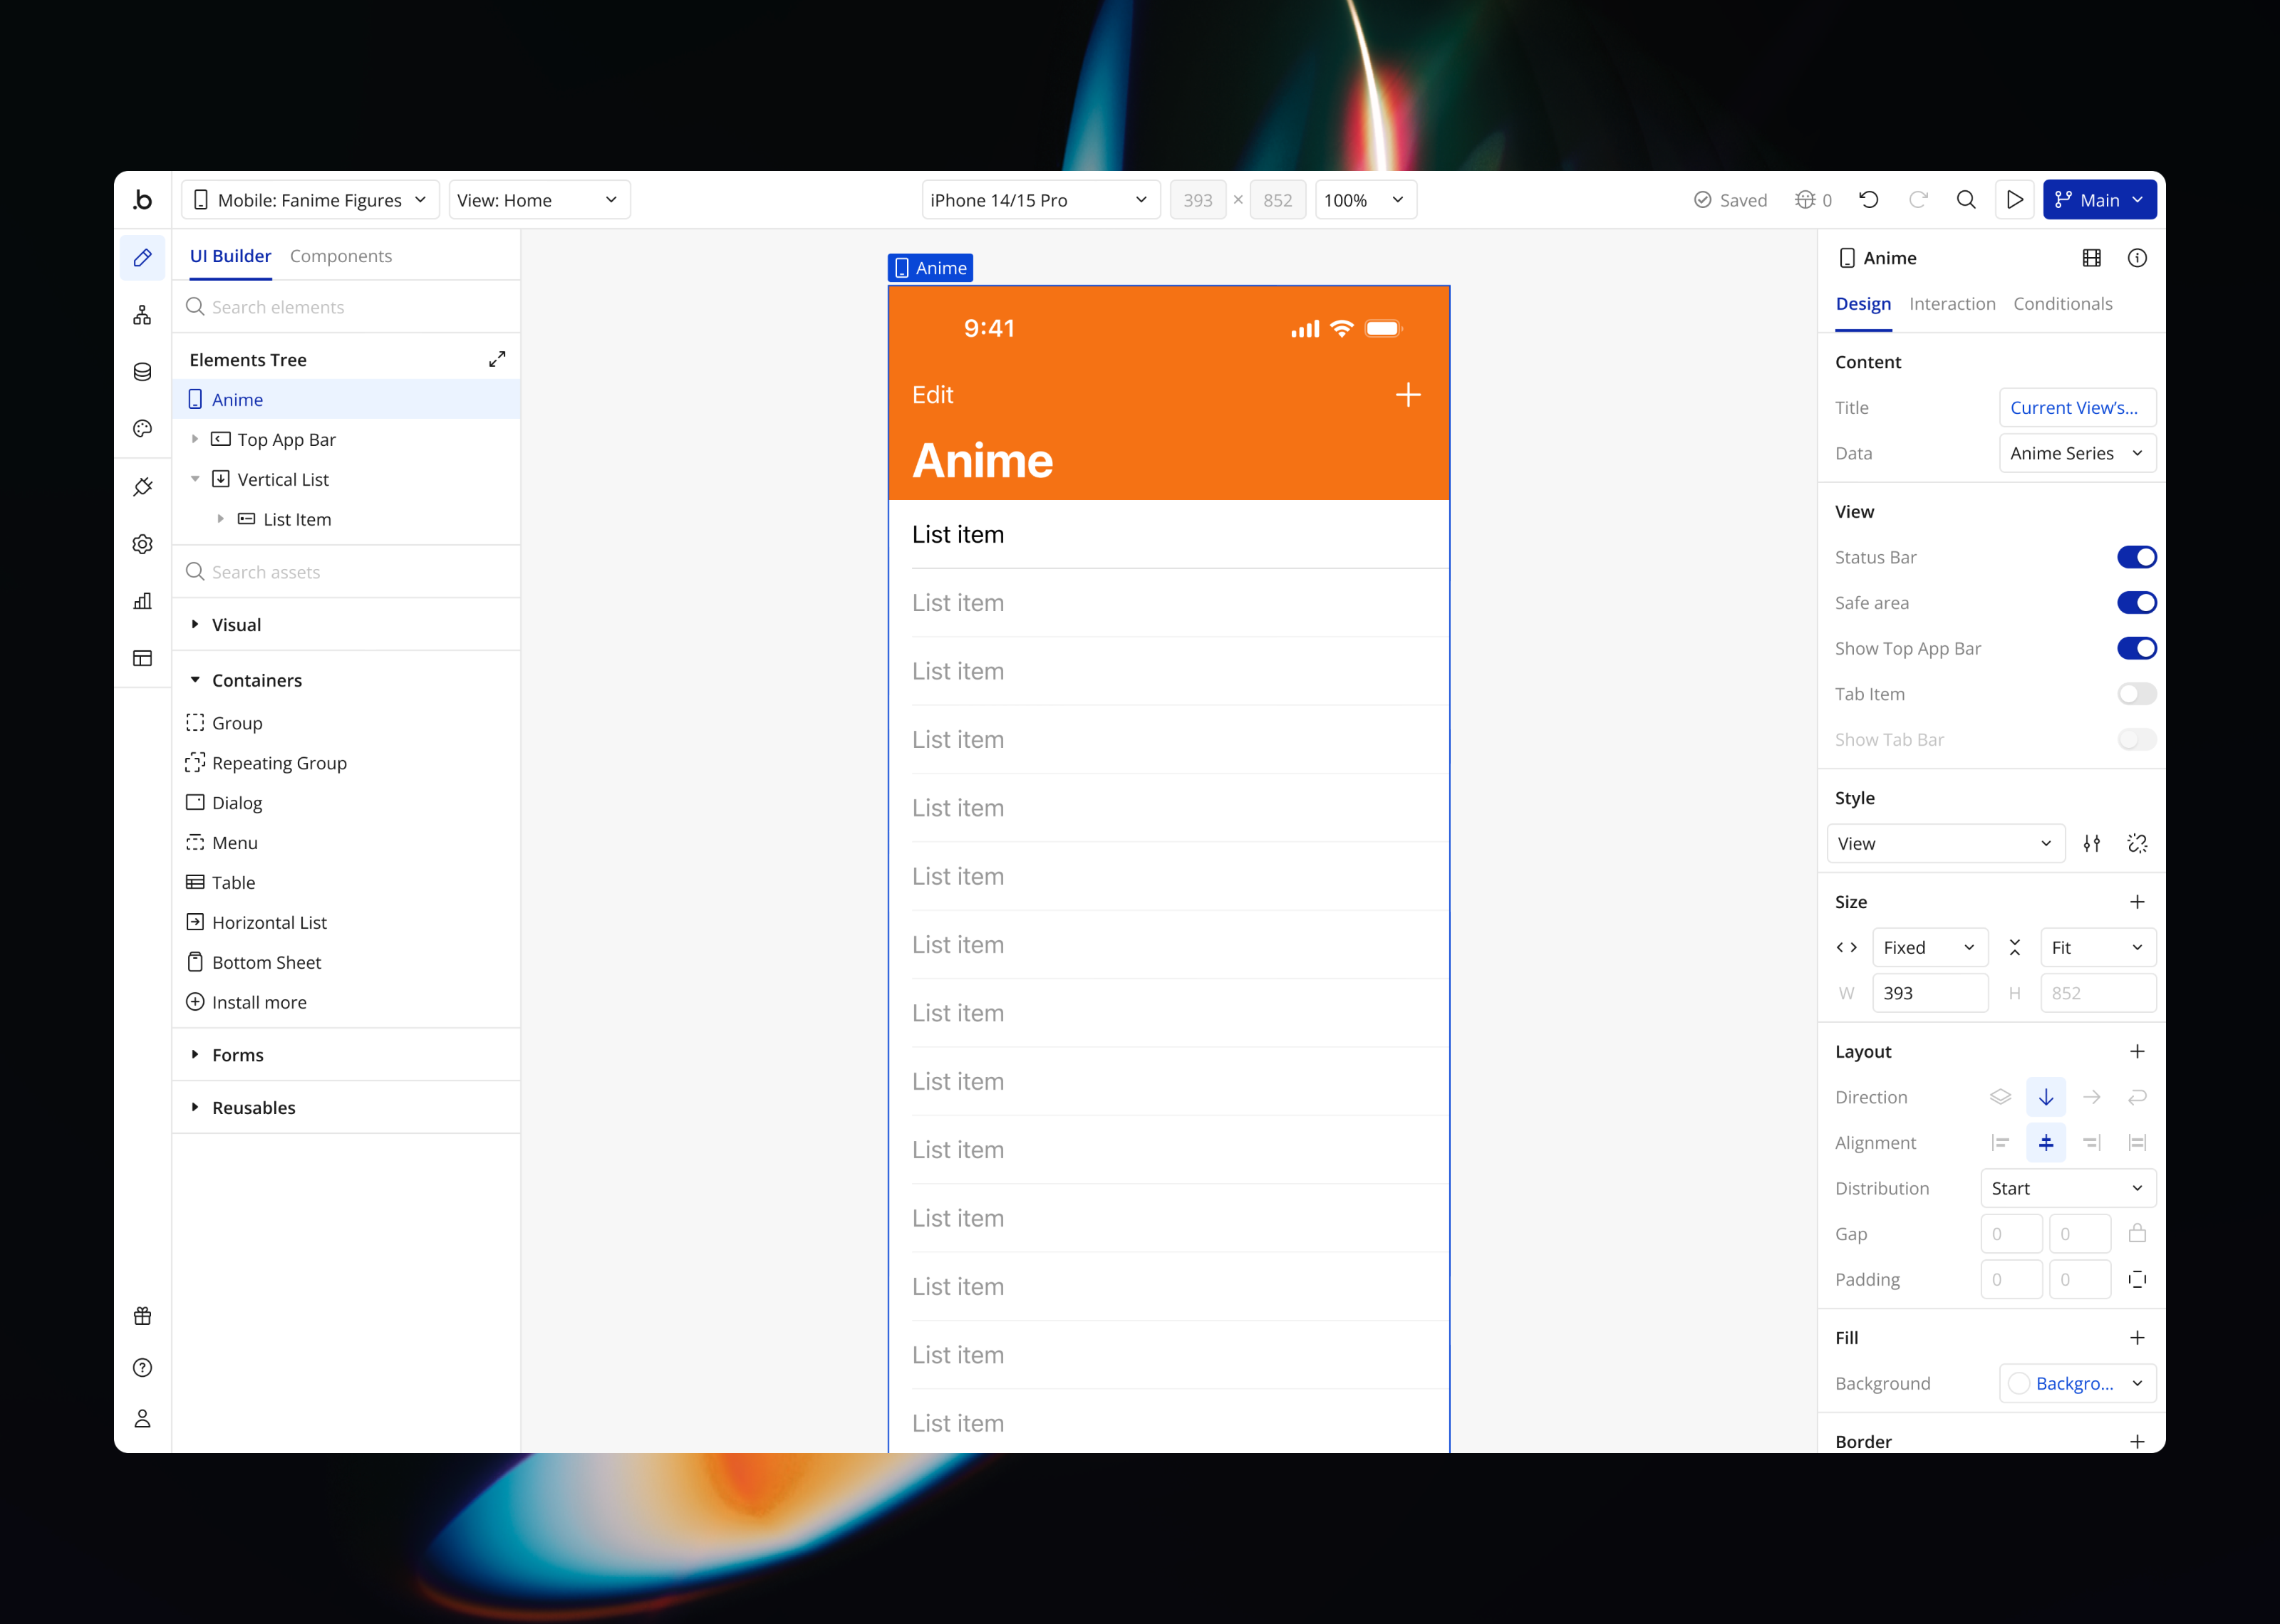 .b
Mobile: Fanime Figures
View: Home
iPhone 14/15 Pro
393 × 852
100%
Saved
0
Main
UI Builder
Components
Search elements
Elements Tree
Anime
Top App Bar
Vertical List
List Item
Search assets
Visual
Containers
Group
Repeating Group
Dialog
Menu
Table
Horizontal List
Bottom Sheet
Install more
Forms
Reusables
Anime
9:41
Edit
Anime
List item
List item
List item
List item
List item
List item
List item
List item
List item
List item
List item
List item
List item
List item
Anime
Design
Interaction
Conditionals
Content
Title
Current View’s...
Data
Anime Series
View
Status Bar
Safe area
Show Top App Bar
Tab Item
Show Tab Bar
Style
View
Size
Fixed
Fit
W
393
H
852
Layout
Direction
Alignment
Distribution
Start
Gap
0
0
Padding
0
0
Fill
Background
Backgro...
Border